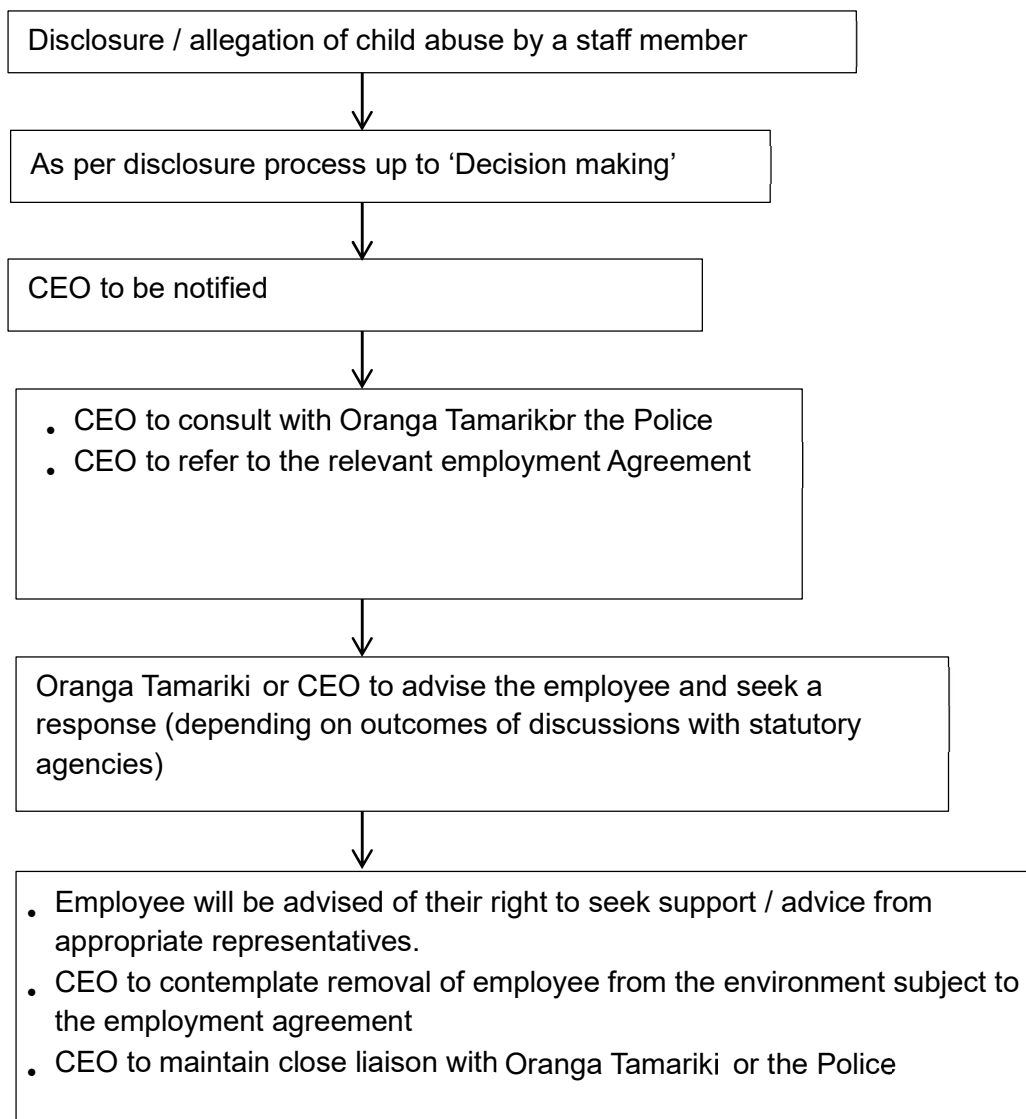 Disclosure / allegation of child abuse by a staff member
As per disclosure process up to ‘Decision making’
CEO to be notified
• CEO to consult with Oranga Tamariki or the Police
• CEO to refer to the relevant employment Agreement
Oranga Tamariki or CEO to advise the employee and seek a
response (depending on outcomes of discussions with statutory
agencies)
• Employee will be advised of their right to seek support / advice from
appropriate representatives.
• CEO to contemplate removal of employee from the environment subject to
the employment agreement
• CEO to maintain close liaison with Oranga Tamariki or the Police